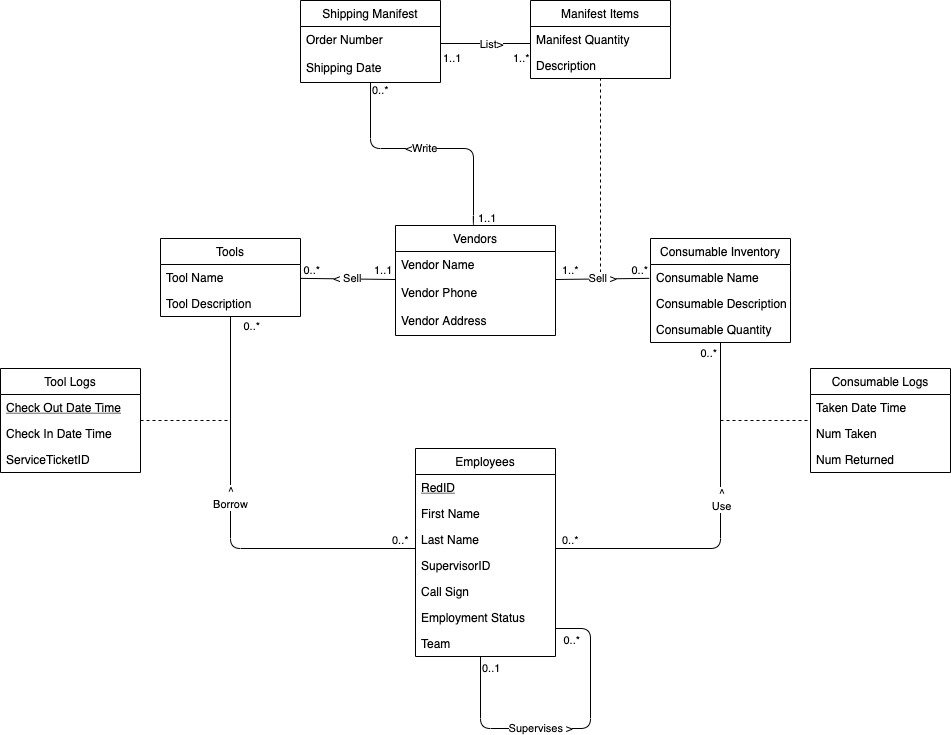 Shipping Manifest
Order Number
Shipping Date
Manifest Items
Manifest Quantity
Description
List>
1..1
1..*
0..*
<Write
1..1
Vendors
Vendor Name
Vendor Phone
Vendor Address
Tools
Tool Name
Tool Description
0..*
< Sell
1..1
1..*
Sell >
0..*
Consumable Inventory
Consumable Name
Consumable Description
Consumable Quantity
0..*
0..*
Tool Logs
Check Out Date Time
Check In Date Time
ServiceTicketID
Consumable Logs
Taken Date Time
Num Taken
Num Returned
Employees
RedID
First Name
Last Name
SupervisorID
Call Sign
Employment Status
Team
<
Borrow
0..*
<
Use
0..*
0..*
0..1
Supervises >